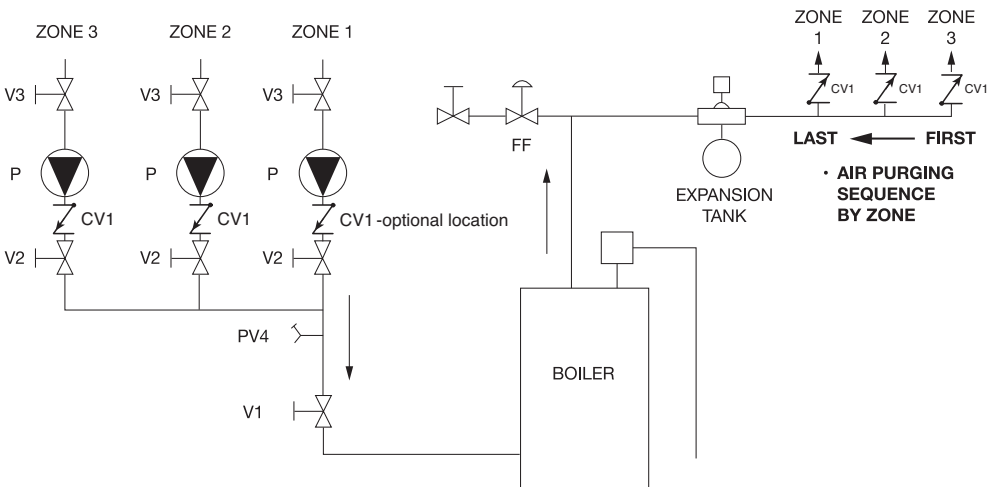 ZONE 3
ZONE 2
ZONE 1
V3
V3
V3
P
P
P
CV1
CV1
CV1 -optional location
V2
V2
V2
PV4
V1
FF
BOILER
EXPANSION
TANK
ZONE
1
ZONE
2
ZONE
3
CV1
CV1
CV1
LAST
FIRST
· AIR PURGING
SEQUENCE
BY ZONE